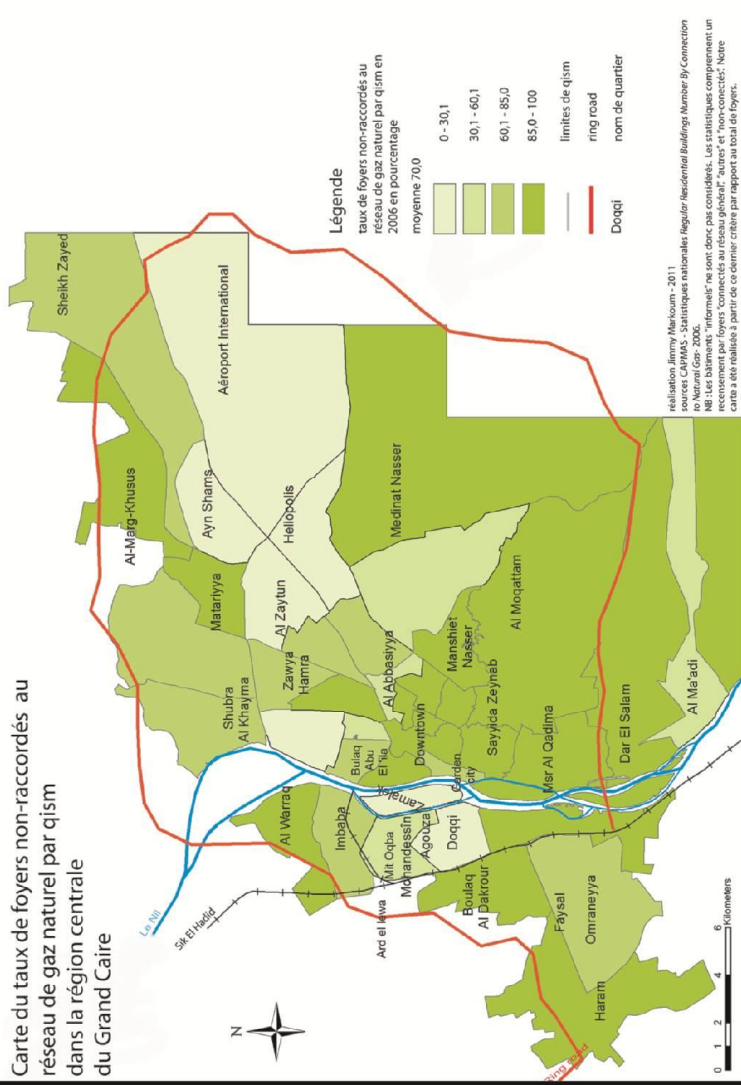 Carte du taux de foyers non-raccordés au
réseau de gaz naturel par qism
dans la région centrale
du Grand Caire
N
Le Nil
Sik El Hadid
Sheikh Zayed
Al-Marg-Khusus
Aéroport International
Ayn Shams
Matariyya
Heliopolis
Al Zaytun
Shubra
Al Khayma
Zawya
Hamra
Medinat Nasser
Al Abbasiyya
Bulaq
Abu
El 'lla
Al Warraq
Imbaba
Zamalek
Downtown
Manshiet
Nasser
Al Moqattam
Mit Oqba
Mohandessin
Agouza
Doqqi
Garden
city
Sayyida Zeynab
Ard el lewa
Boulaq
Al Dakrour
Msr Al Qadima
Dar El Salam
Al Ma'adi
Faysal
Omraneyya
Haram
Ring road
0 1 2 4 6
Kilometers
Légende
taux de foyers non-raccordés au
réseau de gaz naturel par qism en
2006 en pourcentage
moyenne 70,0
0 - 30,1
30,1 - 60,1
60,1 - 85,0
85,0 - 100
limites de qism
ring road
Doqqi nom de quartier
réalisation Jimmy Markoum - 2011
sources CAPMAS - Statistiques nationales Regular Residential Buildings Number By Connection
to Natural Gas- 2006.
NB : Les bâtiments "informels" ne sont donc pas considérés. Les statistiques comprennent un
recensement par foyers "connectés au réseau général", "autres" et "non-conectés". Notre
carte a été réalisée à partir de ce dernier critère par rapport au total de foyers.